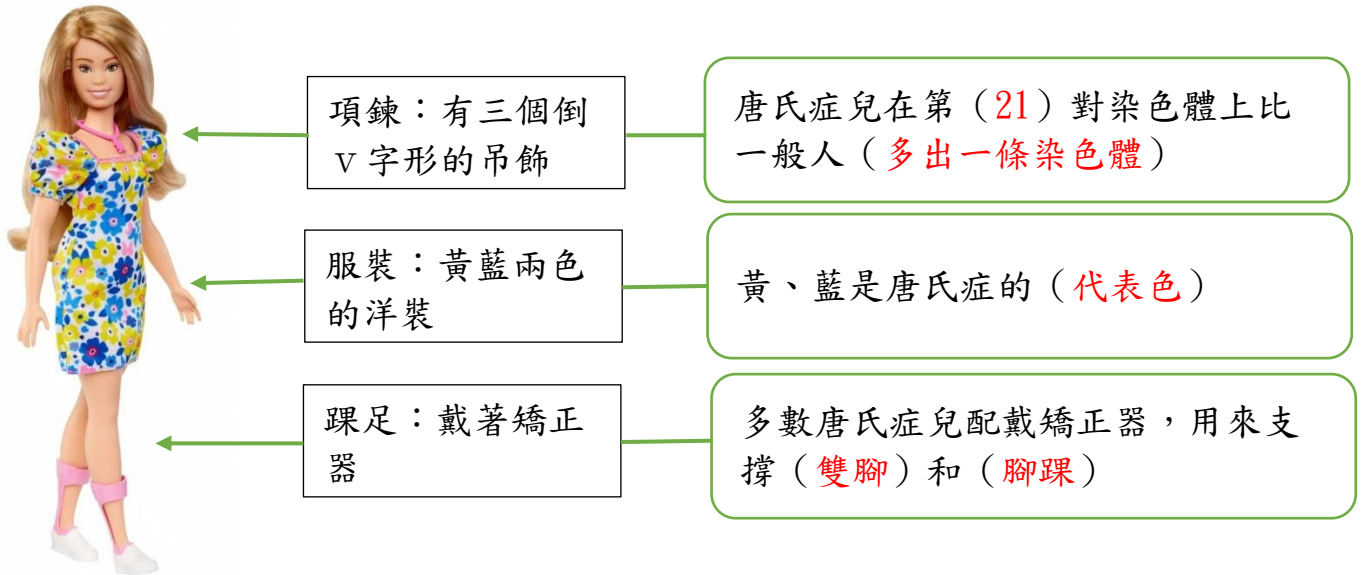 項鍊：有三個倒
V字形的吊飾
唐氏症兒在第（21）對染色體上比
一般人（多出一條染色體）
服裝：黃藍兩色
的洋裝
黃、藍是唐氏症的（代表色）
踝足：戴著矯正
器
多數唐氏症兒配戴矯正器，用來支
撐（雙腳）和（腳踝）